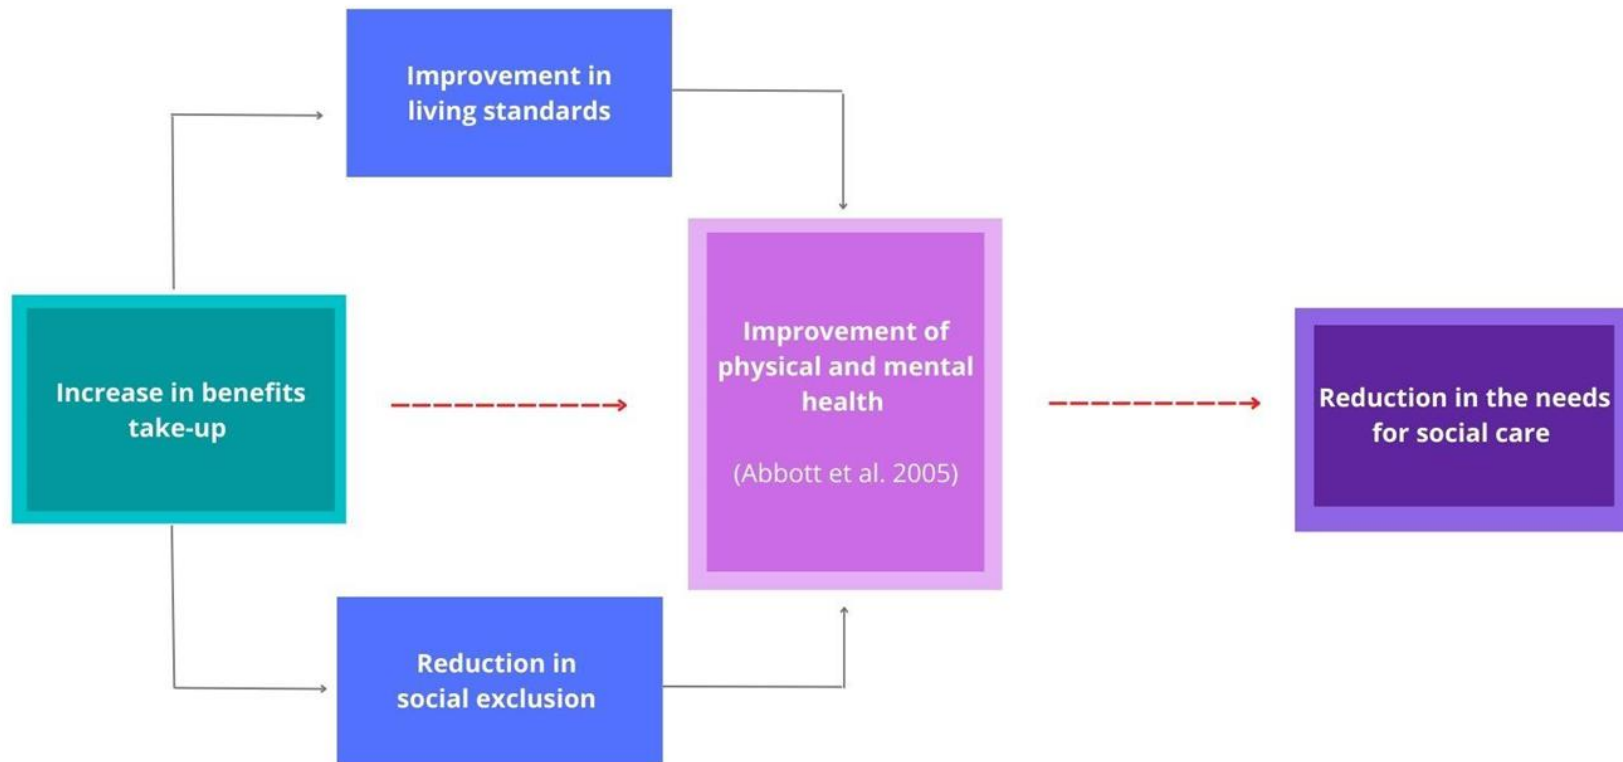 Improvement in
living standards
Increase in benefits
take-up
Improvement of
physical and mental
health
(Abbott et al. 2005)
Reduction in the needs
for social care
Reduction in
social exclusion